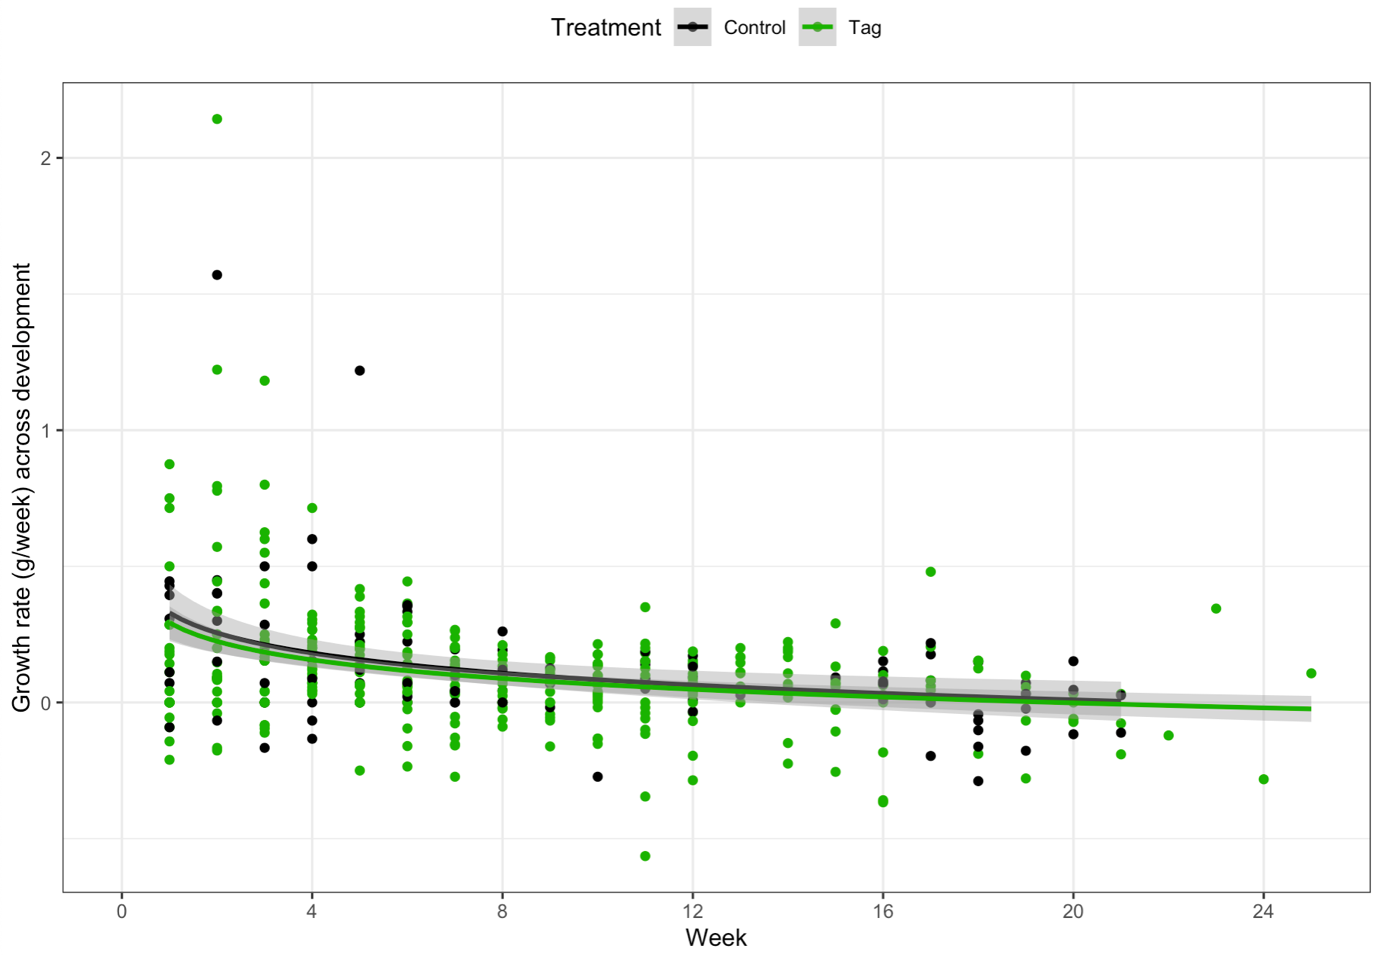 Treatment Control Tag
Growth rate (g/week) across development
2
1
0
0 4 8 12 16 20 24
Week